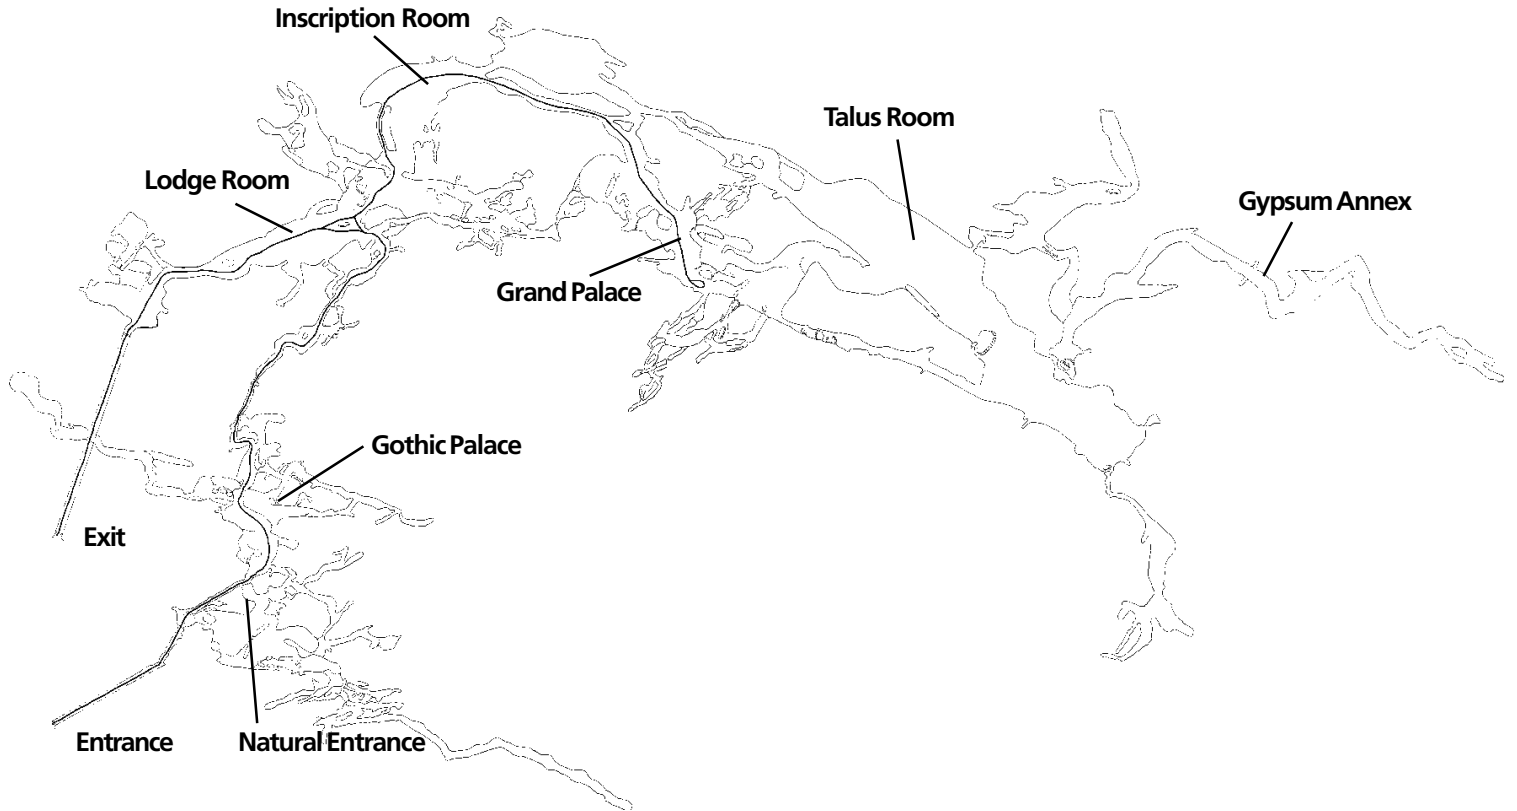 Inscription Room
Talus Room
Lodge Room
Gypsum Annex
Grand Palace
Gothic Palace
Exit
Entrance
Natural Entrance